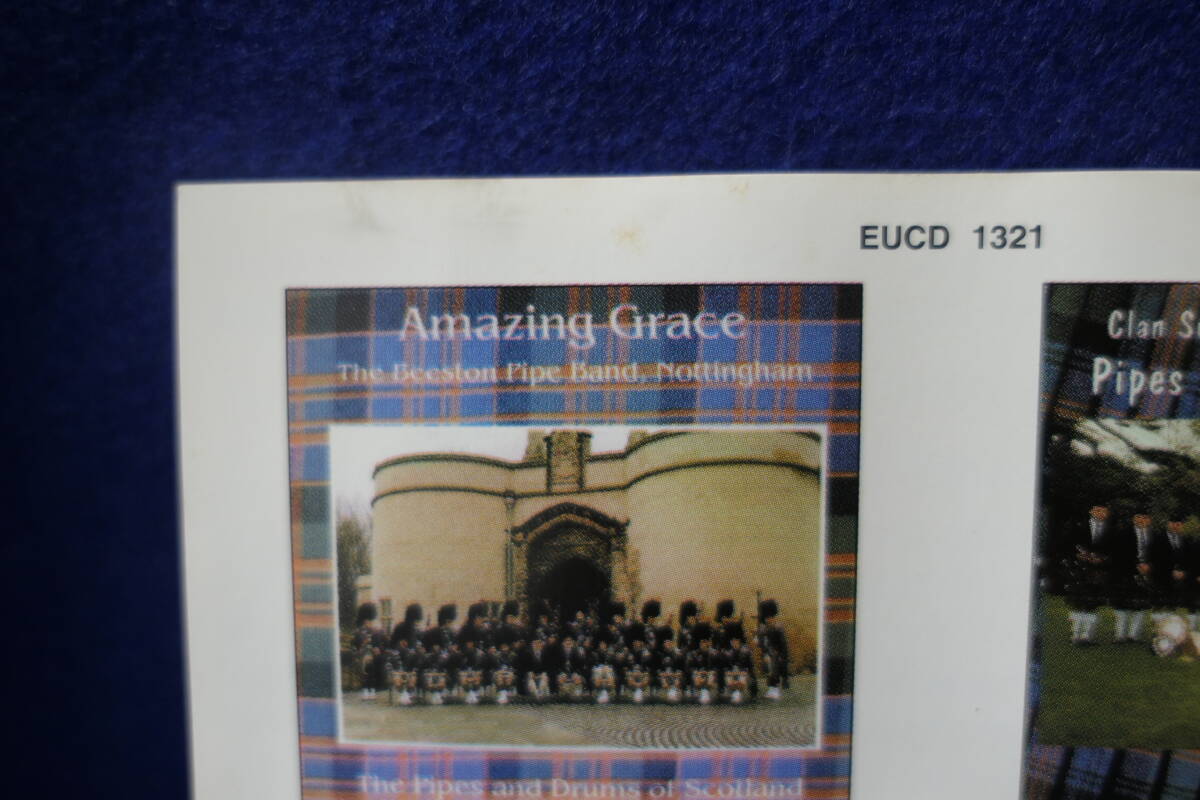 EUCD 1321
Amazing Grace
The Beeston Pipe Band, Nottingham
The Pipes and Drums of Scotland
Clan
Pipes